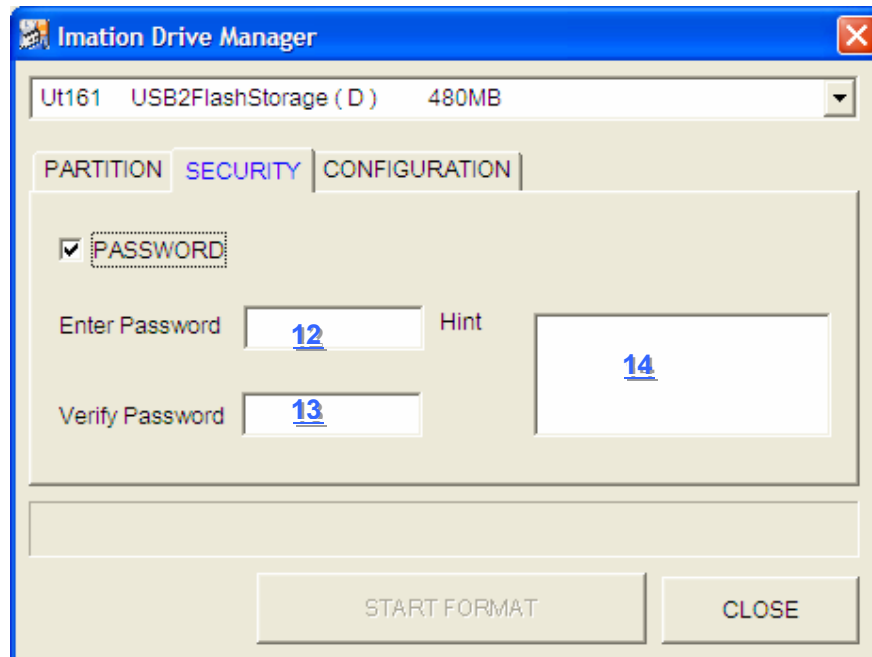 Imation Drive Manager
Ut161 USB2FlashStorage ( D ) 480MB
PARTITION SECURITY CONFIGURATION
PASSWORD
Enter Password 12 Hint
14
Verify Password 13
START FORMAT CLOSE